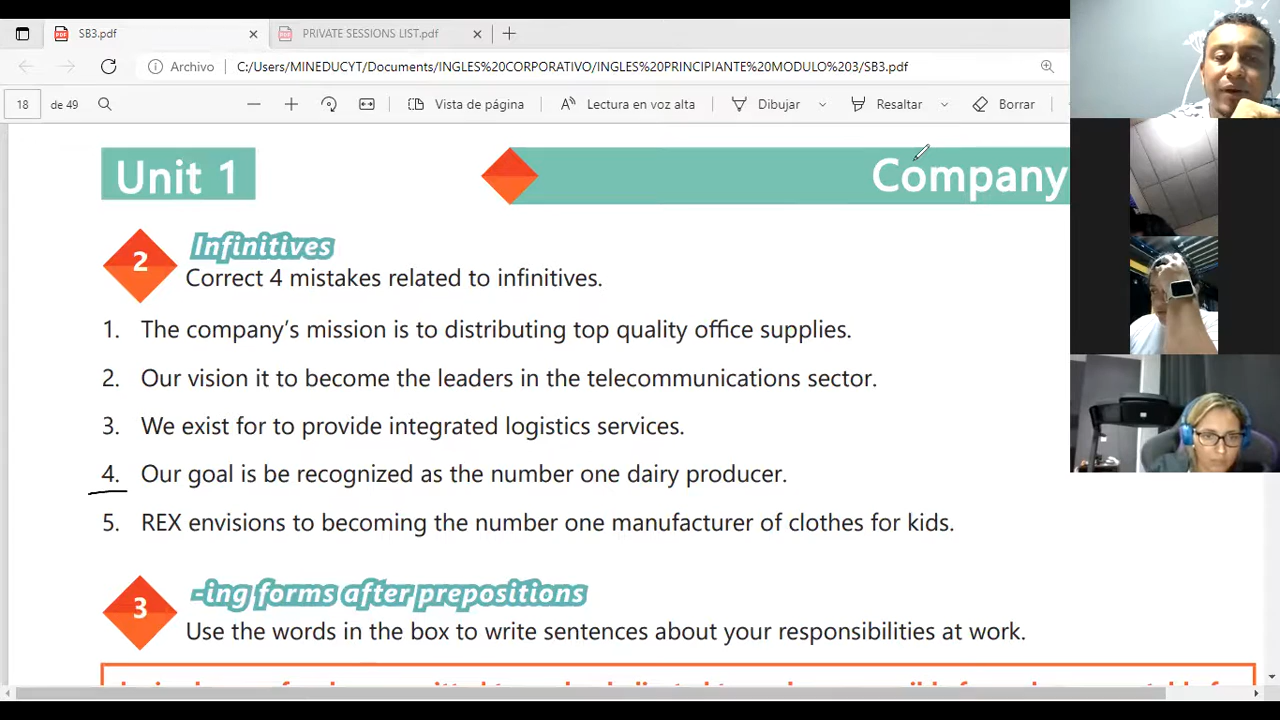 SB3.pdf
PRIVATE SESSIONS LIST.pdf
Archivo
C:/Users/MINEDUCYT/Documents/INGLES%20CORPORATIVO/INGLES%20PRINCIPIANTE%20MODULO%203/SB3.pdf
18 de 49
Vista de página
Lectura en voz alta
Dibujar
Resaltar
Borrar
Unit 1
Company
2 Infinitives
Correct 4 mistakes related to infinitives.
1. The company's mission is to distributing top quality office supplies.
2. Our vision it to become the leaders in the telecommunications sector.
3. We exist for to provide integrated logistics services.
4. Our goal is be recognized as the number one dairy producer.
5. REX envisions to becoming the number one manufacturer of clothes for kids.
3 -ing forms after prepositions
Use the words in the box to write sentences about your responsibilities at work.